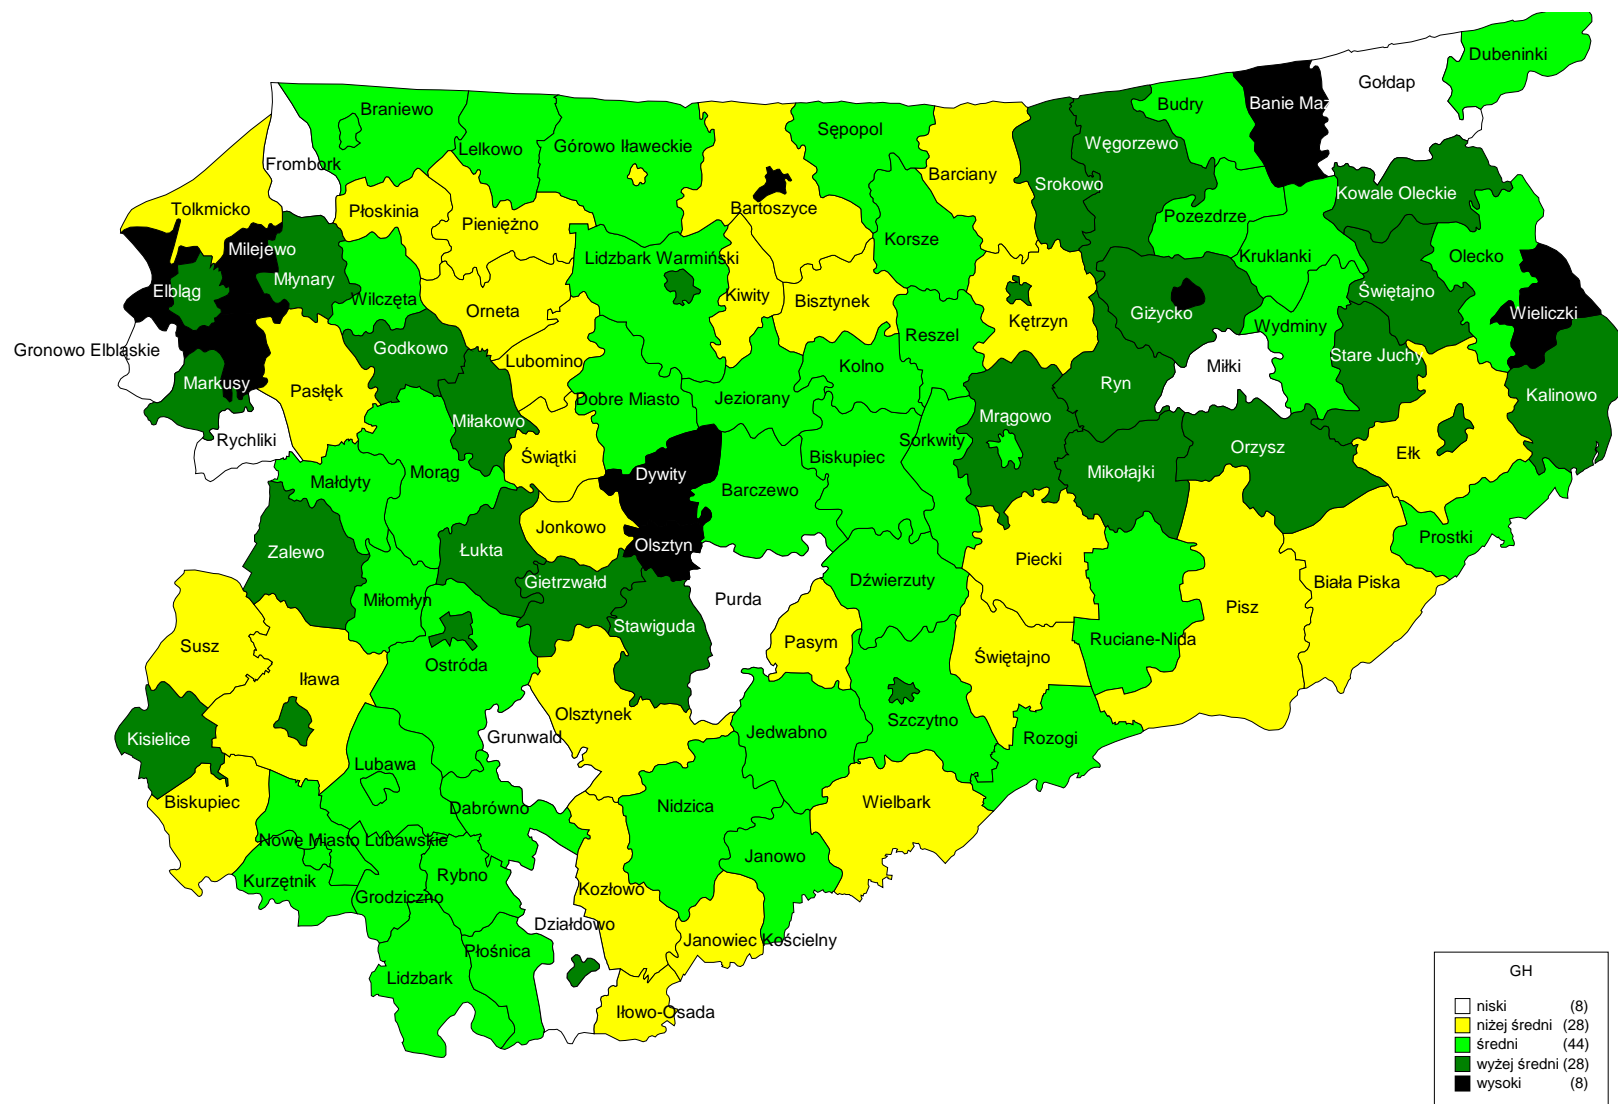 Dubeninki
Gołdap
Banie Maz
Budry
Braniewo
Sępopol
Węgorzewo
Lelkowo
Górowo Iławeckie
Frombork
Barciany
Srokowo
Kowale Oleckie
Tolkmicko
Płoskinia
Bartoszyce
Pozezdrze
Pieniężno
Korsze
Milejewo
Lidzbark Warmiński
Kruklanki
Olecko
Młynary
Elbląg
Wilczęta
Kiwity
Bisztynek
Świętajno
Orneta
Kętrzyn
Giżycko
Wieliczki
Wydminy
Reszel
Gronowo Elbląskie
Godkowo
Lubomino
Stare Juchy
Kolno
Miłki
Markusy
Pasłęk
Ryn
Kalinowo
Dobre Miasto
Jeziorany
Miłakowo
Mrągowo
Rychliki
Sorkwity
Orzysz
Świątki
Biskupiec
Ełk
Morąg
Dywity
Mikołajki
Małdyty
Barczewo
Jonkowo
Prostki
Zalewo
Łukta
Olsztyn
Piecki
Gietrzwałd
Dźwierzuty
Biała Piska
Miłomłyn
Purda
Pisz
Stawiguda
Susz
Pasym
Ruciane-Nida
Ostróda
Świętajno
Iława
Olsztynek
Szczytno
Kisielice
Grunwald
Jedwabno
Rozogi
Lubawa
Biskupiec
Dabrówno
Nidzica
Wielbark
Nowe Miasto Lubawskie
Janowo
Kurzętnik
Rybno
Grodziczno
Kozłowo
Działdowo
Janowiec Kościelny
Płośnica
Lidzbark
Iłowo-Osada
GH
niski (8)
niżej średni (28)
średni (44)
wyżej średni (28)
wysoki (8)